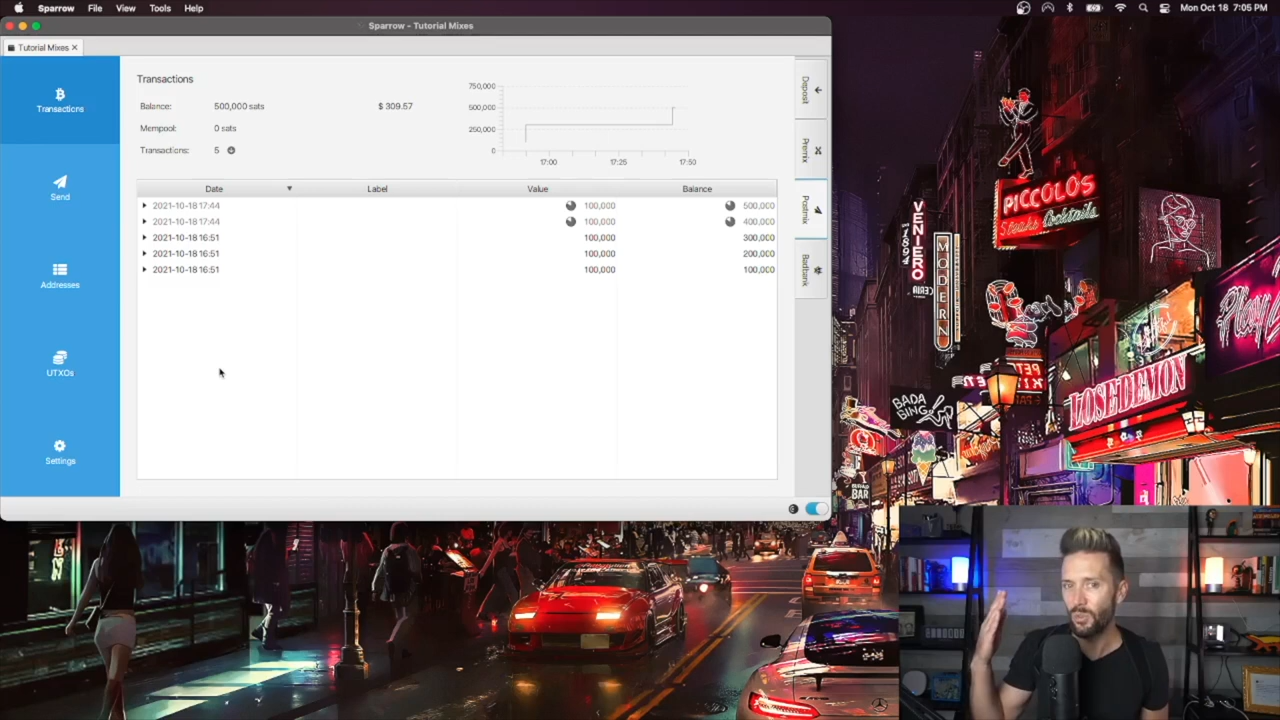 Sparrow File View Tools Help
Mon Oct 18 7:05 PM
Sparrow - Tutorial Mixes
Tutorial Mixes
Transactions
Send
Addresses
UTXOs
Settings
Transactions
Balance: 500,000 sats $ 309.57
Mempool: 0 sats
Transactions: 5
750,000
500,000
250,000
0
17:00 17:25 17:50
Date Label Value Balance
2021-10-18 17:44 100,000 500,000
2021-10-18 17:44 100,000 400,000
2021-10-18 16:51 100,000 300,000
2021-10-18 16:51 100,000 200,000
2021-10-18 16:51 100,000 100,000
Deposit
Premix
Postmix
Badbank
PICCOLO'S
Steaks Cocktails
VENIERO
MODERN
BADA
BING
LOSE DEMON
BAR